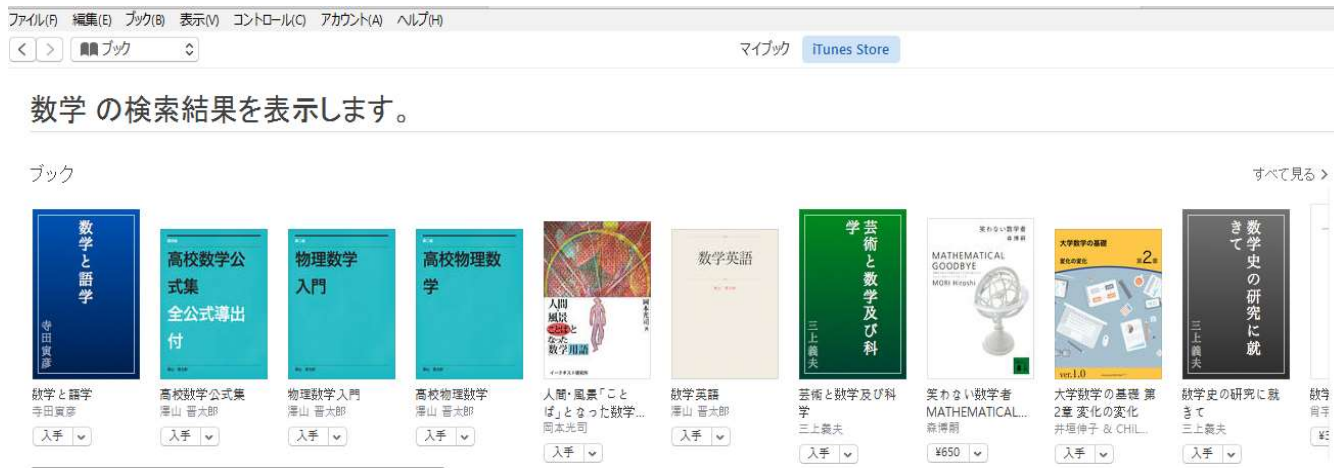 ファイル(F) 編集(E) ブック(B) 表示(V) コントロール(C) アカウント(A) ヘルプ(H)
ブック マイブック iTunes Store
数学 の検索結果を表示します。
ブック すべて見る >
数学と語学
寺田寅彦
高校数学公
式集
全公式導出
付
物理数学
入門
高校物理数
学
人間
風景
ことばと
なった
数学用語
数学英語
芸術と数学及び科
学
三上義夫
笑わない数学者
森博嗣
MATHEMATICAL
GOODBYE
MORI Hiroshi
大学数学の基礎
変化の変化 第2章
ver.1.0
数学史の研究に就
きて
三上義夫
数学と語学
寺田寅彦
入手
高校数学公式集
澤山 晋太郎
入手
物理数学入門
澤山 晋太郎
入手
高校物理数学
澤山 晋太郎
入手
人間・風景「こと
ば」となった数学...
岡本光司
入手
数学英語
澤山 晋太郎
入手
芸術と数学及び科
学
三上義夫
入手
笑わない数学者
MATHEMATICAL...
森博嗣
¥650
大学数学の基礎 第
2章 変化の変化
井垣伸子 & CHIL...
入手
数学史の研究に就
きて
三上義夫
入手